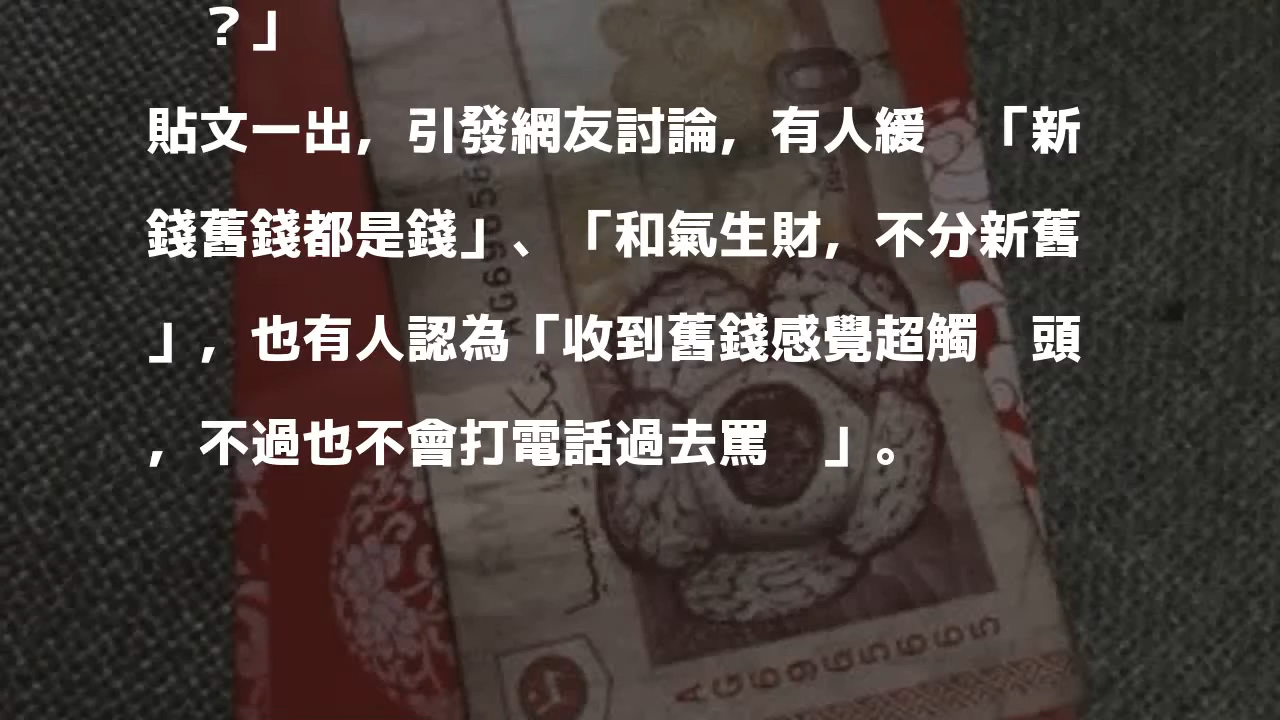 ？」
貼文一出，引發網友討論，有人緩　「新
錢舊錢都是錢」、「和氣生財，不分新舊
」，也有人認為「收到舊錢感覺超觸　頭
，不過也不會打電話過去罵　」。
AG6965665